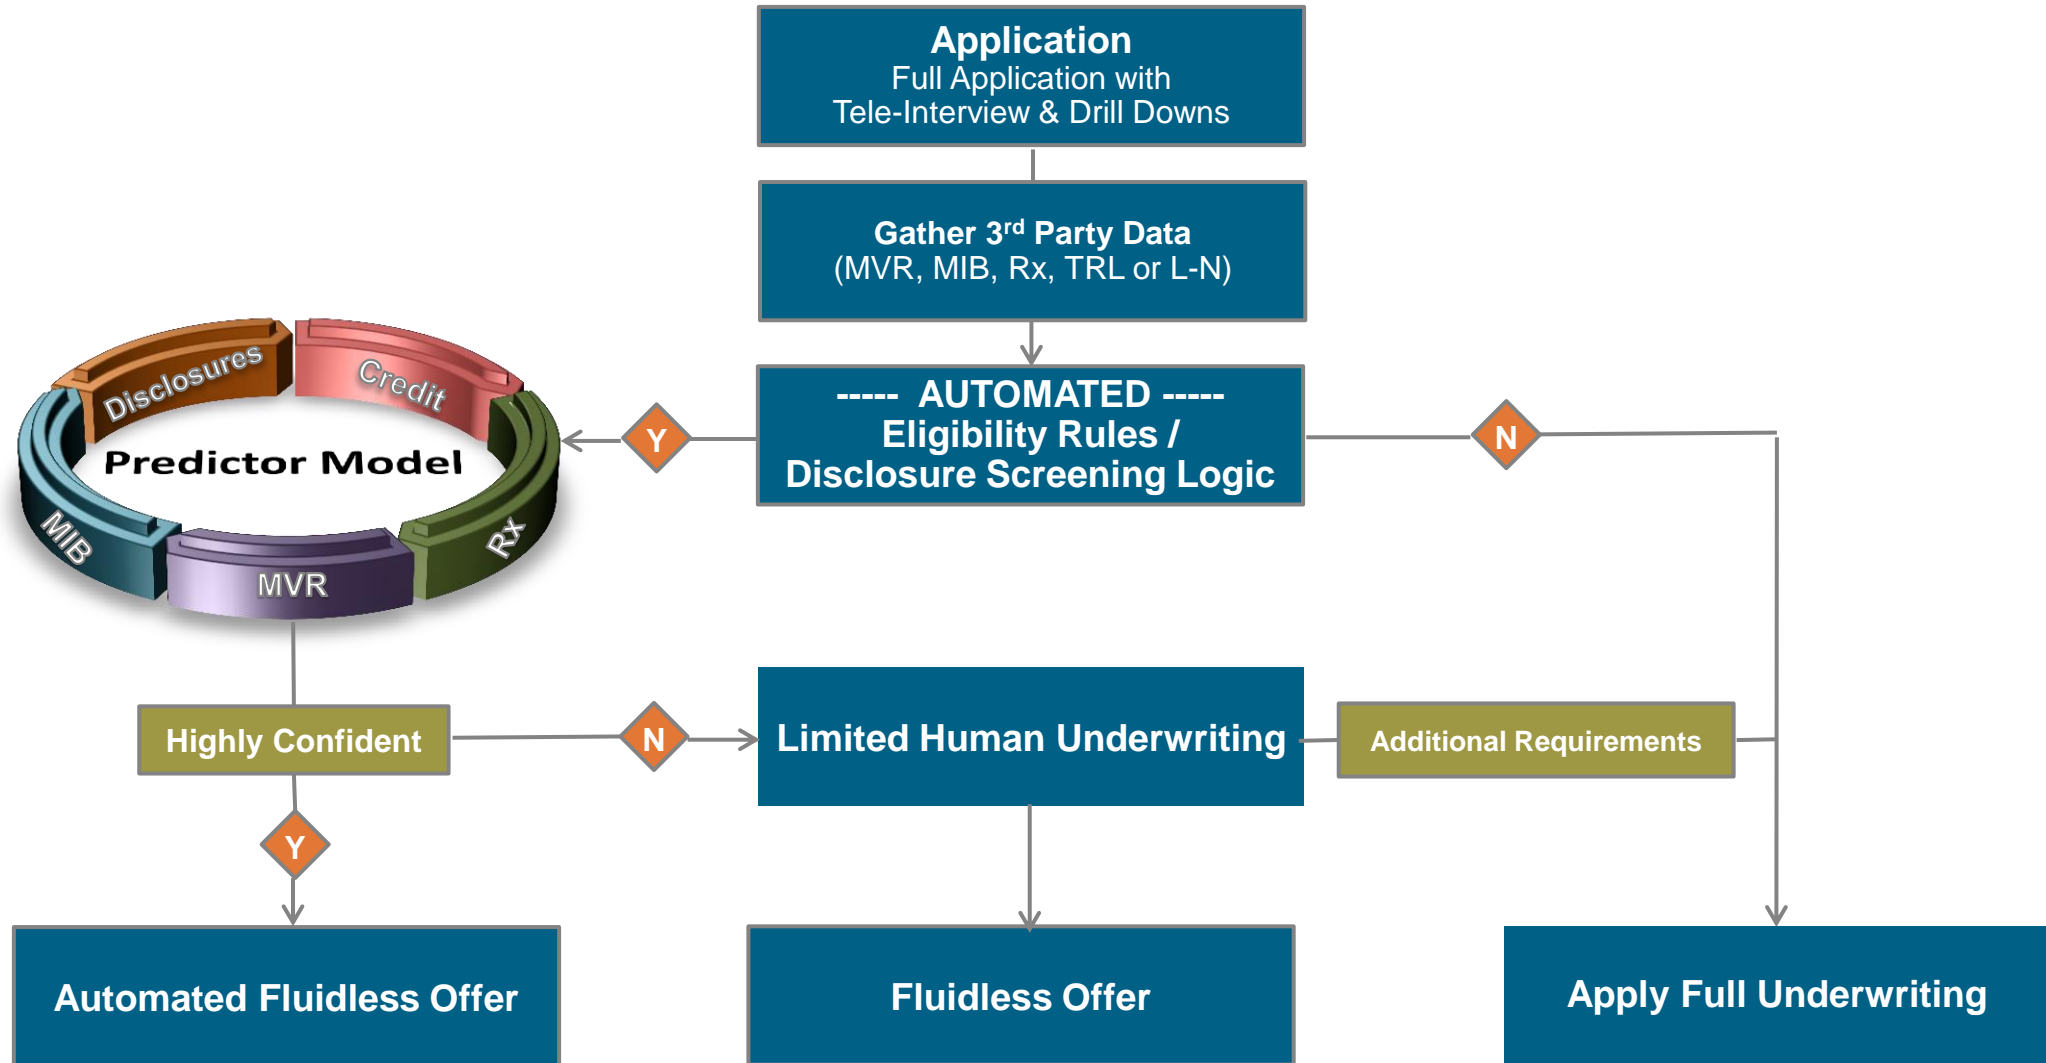 Application
Full Application with
Tele-Interview & Drill Downs
Gather 3rd Party Data
(MVR, MIB, Rx, TRL or L-N)
----- AUTOMATED -----
Eligibility Rules /
Disclosure Screening Logic
Y
N
Disclosures
Credit
Predictor Model
MIB
MVR
Rx
Highly Confident
N
Limited Human Underwriting
Additional Requirements
Y
Automated Fluidless Offer
Fluidless Offer
Apply Full Underwriting